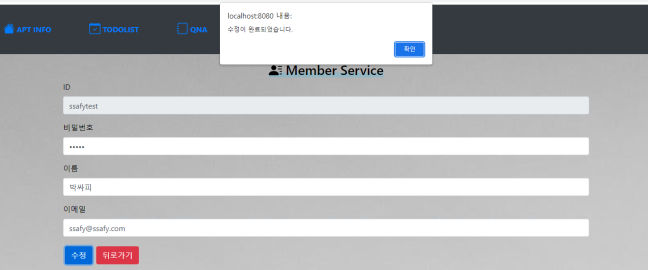 localhost:8080 내용:
수정이 완료되었습니다.
확인
APT INFO
TODOLIST
QNA
Member Service
ID
ssafytest
비밀번호
•••••
이름
박싸피
이메일
ssafy@ssafy.com
수정
뒤로가기